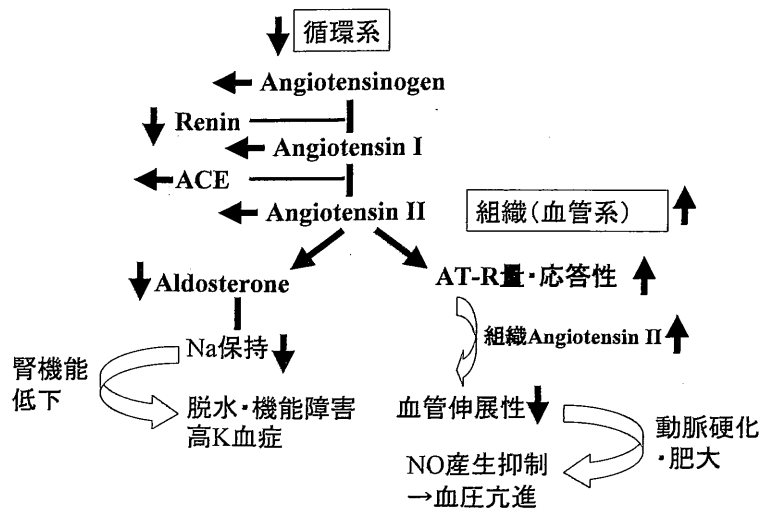 循環系
Angiotensinogen
Renin
Angiotensin I
ACE
Angiotensin II
組織(血管系)
Aldosterone
AT-R量・応答性
Na保持
組織Angiotensin II
腎機能
低下
脱水・機能障害
高K血症
血管伸展性
動脈硬化
・肥大
NO産生抑制
→血圧亢進